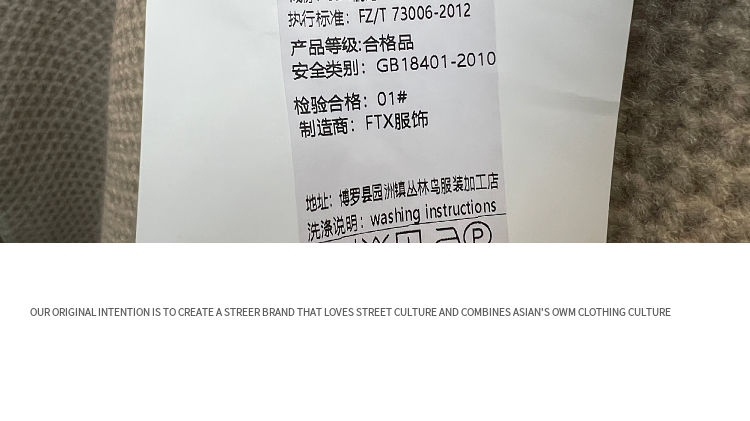 执行标准：FZ/T 73006-2012
产品等级:合格品
安全类别：GB18401-2010
检验合格：01#
制造商：FTX服饰
地址：博罗县园洲镇丛林鸟服装加工店
洗涤说明：washing instructions
P
OUR ORIGINAL INTENTION IS TO CREATE A STREER BRAND THAT LOVES STREET CULTURE AND COMBINES ASIAN'S OWM CLOTHING CULTURE